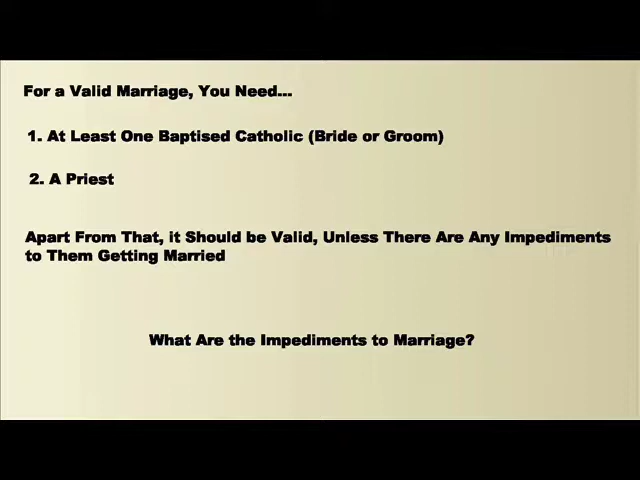 For a Valid Marriage, You Need...
1. At Least One Baptised Catholic (Bride or Groom)
2. A Priest
Apart From That, it Should be Valid, Unless There Are Any Impediments
to Them Getting Married
What Are the Impediments to Marriage?